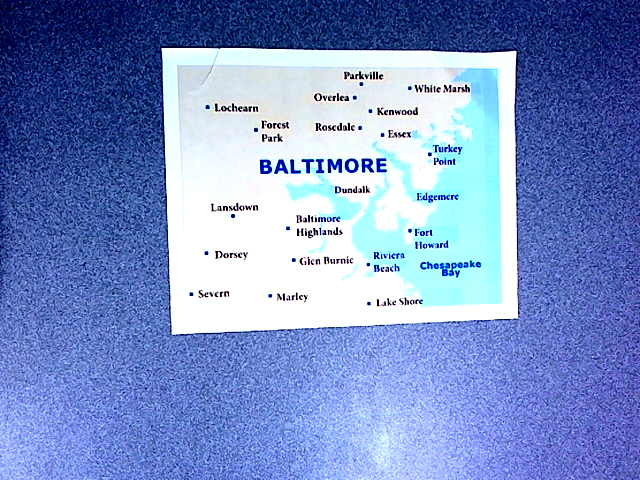 Parkville
White Marsh
Overlea
Lochearn
Kenwood
Forest
Park
Rosedale
Essex
Turkey
Point
BALTIMORE
Dundalk
Edgemere
Lansdown
Baltimore
Highlands
Fort
Howard
Dorsey
Glen Burnie
Riviera
Beach
Chesapeake
Bay
Severn
Marley
Lake Shore